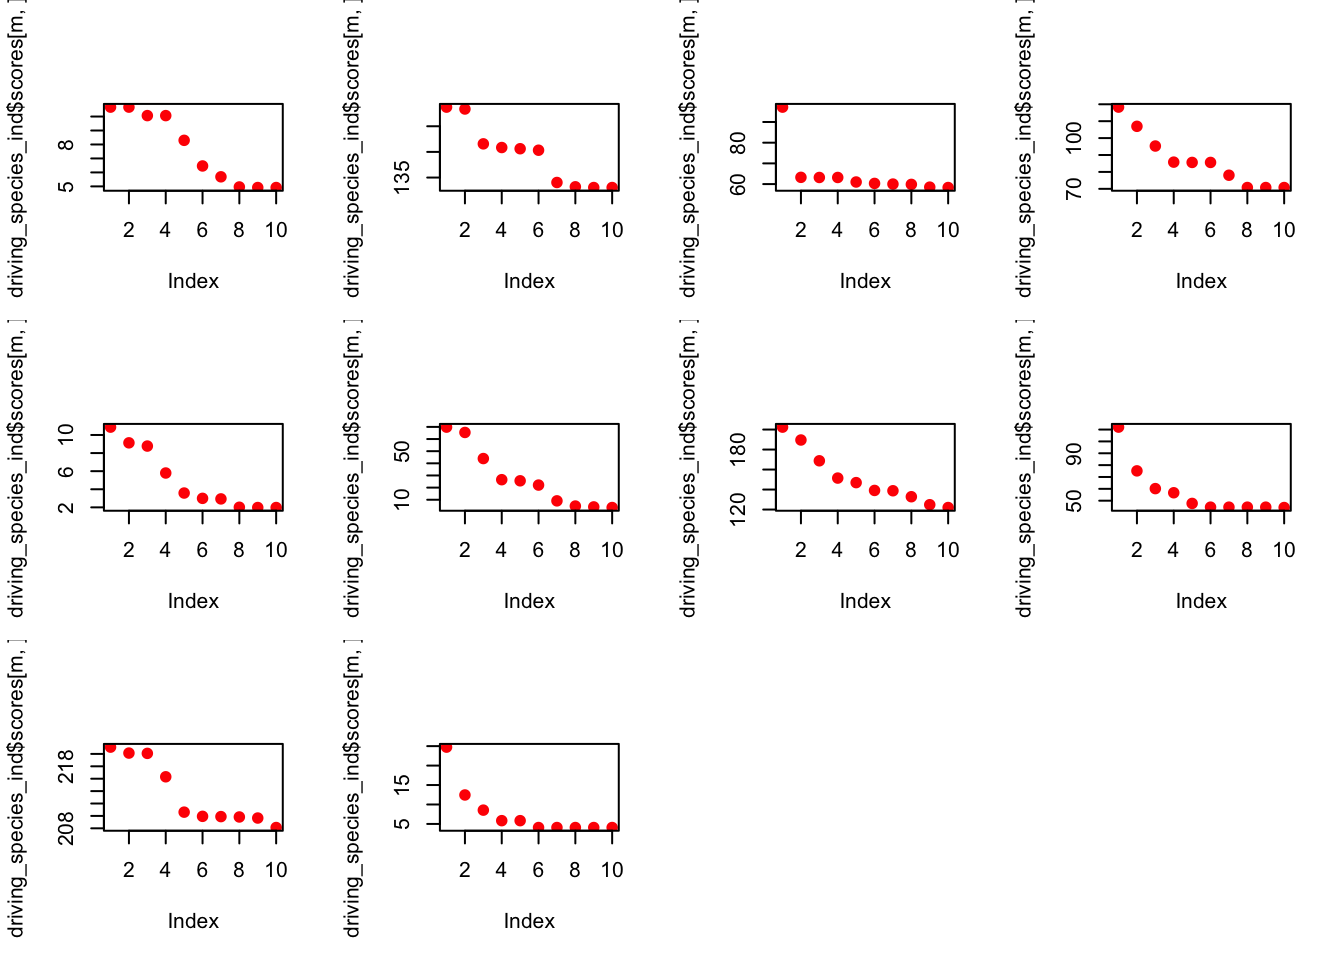 driving_species_ind$scores[m, ]
8
5
2 4 6 8 10
Index
driving_species_ind$scores[m, ]
135
2 4 6 8 10
Index
driving_species_ind$scores[m, ]
80
60
2 4 6 8 10
Index
driving_species_ind$scores[m, ]
100
70
2 4 6 8 10
Index
driving_species_ind$scores[m, ]
10
6
2
2 4 6 8 10
Index
driving_species_ind$scores[m, ]
50
10
2 4 6 8 10
Index
driving_species_ind$scores[m, ]
180
120
2 4 6 8 10
Index
driving_species_ind$scores[m, ]
90
50
2 4 6 8 10
Index
driving_species_ind$scores[m, ]
218
208
2 4 6 8 10
Index
driving_species_ind$scores[m, ]
15
5
2 4 6 8 10
Index